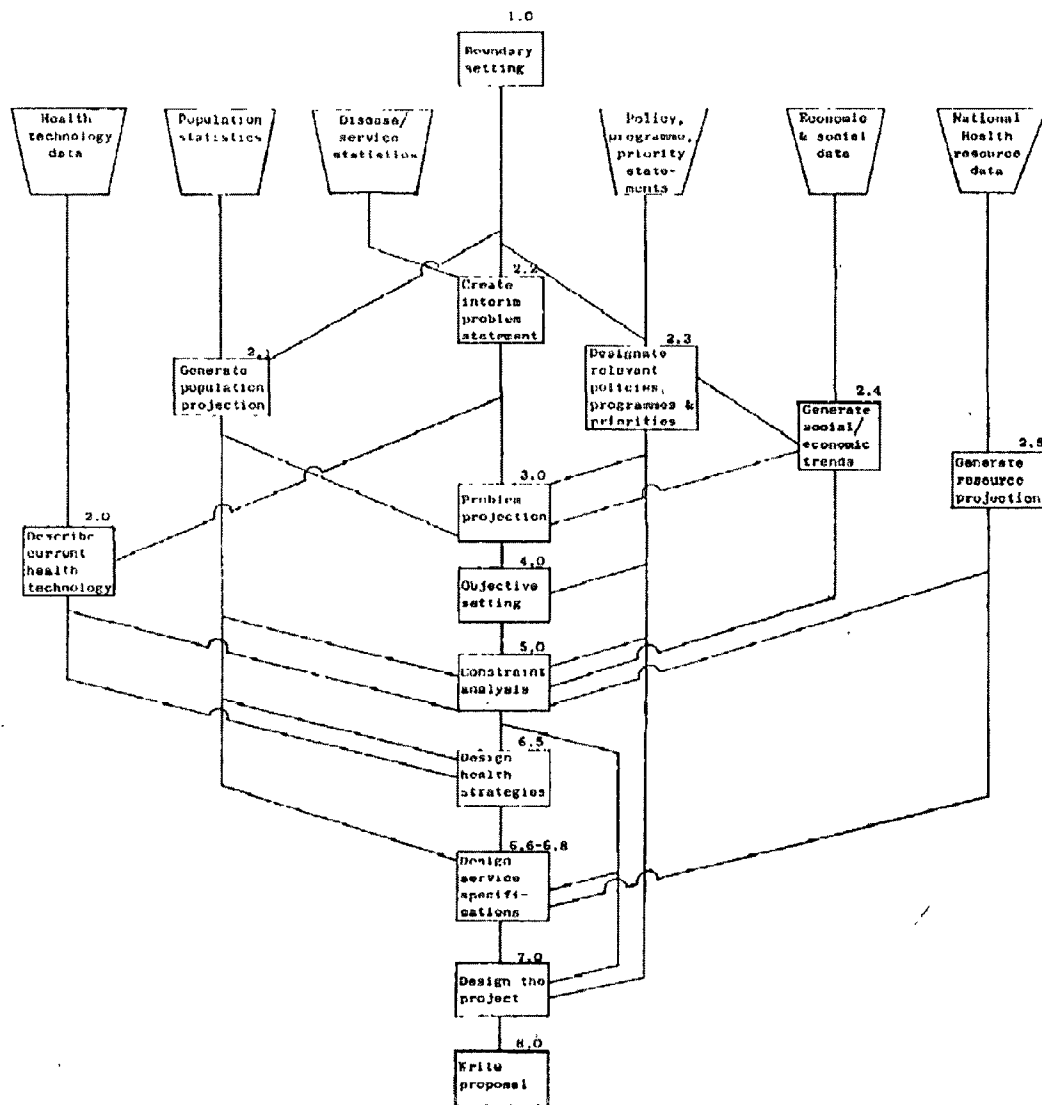 1.0
Boundary
setting
Health
technology
data
Population
statistics
Disease/
service
statistics
Policy,
programme,
priority
state-
ments
Economic
& social
data
National
Health
resource
data
2.2
Create
interim
problem
statement
2.1
Generate
population
projection
2.3
Designate
relevant
policies,
programmes &
priorities
2.4
Generate
social/
economic
trends
2.5
Generate
resource
projection
3.0
Problem
projection
2.0
Describe
current
health
technology
4.0
Objective
setting
5.0
Constraint
analysis
6.5
Design
health
Strategies
6.6-6.8
Design
service
specifi-
cations
7.0
Design the
project
8.0
Write
proposal